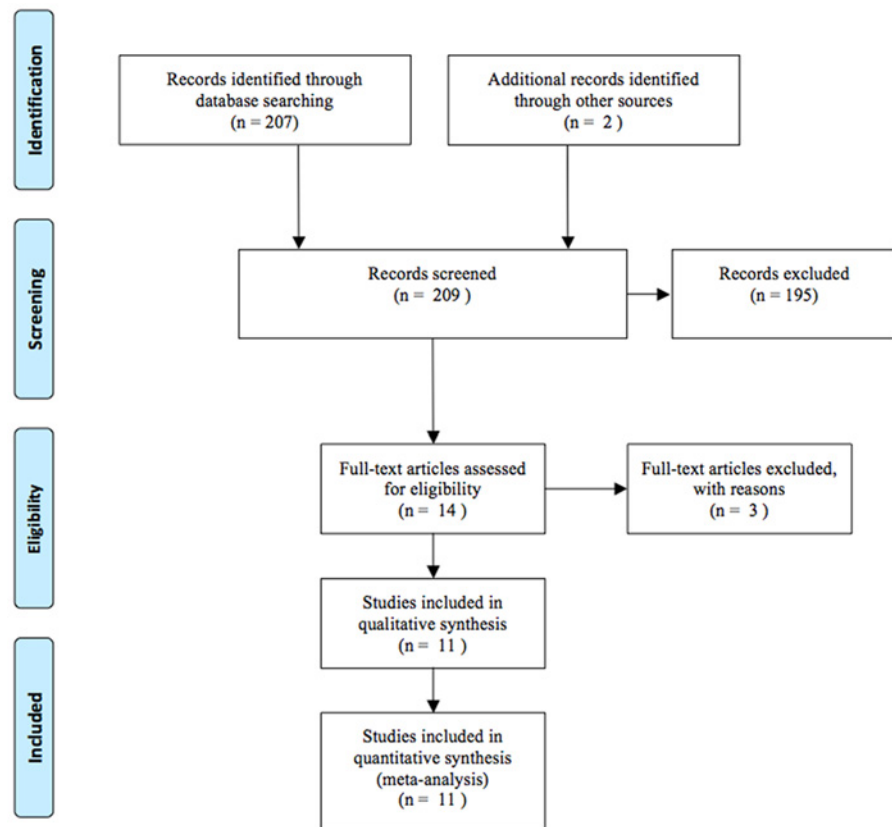 Identification
Records identified through
database searching
(n = 207)
Additional records identified
through other sources
(n = 2 )
Screening
Records screened
(n = 209 )
Records excluded
(n = 195)
Eligibility
Full-text articles assessed
for eligibility
(n = 14 )
Full-text articles excluded,
with reasons
(n = 3 )
Studies included in
qualitative synthesis
(n = 11 )
Included
Studies included in
quantitative synthesis
(meta-analysis)
(n = 11 )